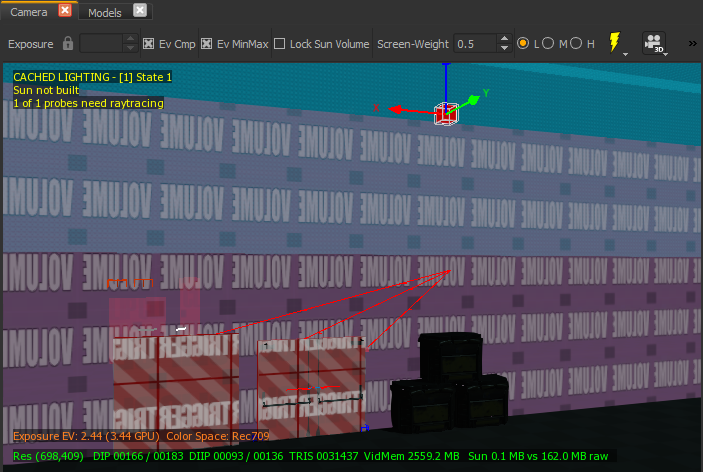 Camera Models
Exposure Ev Cmp Ev MinMax Lock Sun Volume Screen-Weight 0.5 L M H 3D »
CACHED LIGHTING - [1] State 1
Sun not built
1 of 1 probes need raytracing
X Y
VOLUME VOLUME VOLUME VOLUME VOLUME VOLUME VOLUME VOLUME
TRIGGER TRIGGER
Exposure EV: 2.44 (3.44 GPU) Color Space: Rec709
Res (698,409) DIP 00166 / 00183 DIIP 00093 / 00136 TRIS 0031437 VidMem 2559.2 MB Sun 0.1 MB vs 162.0 MB raw